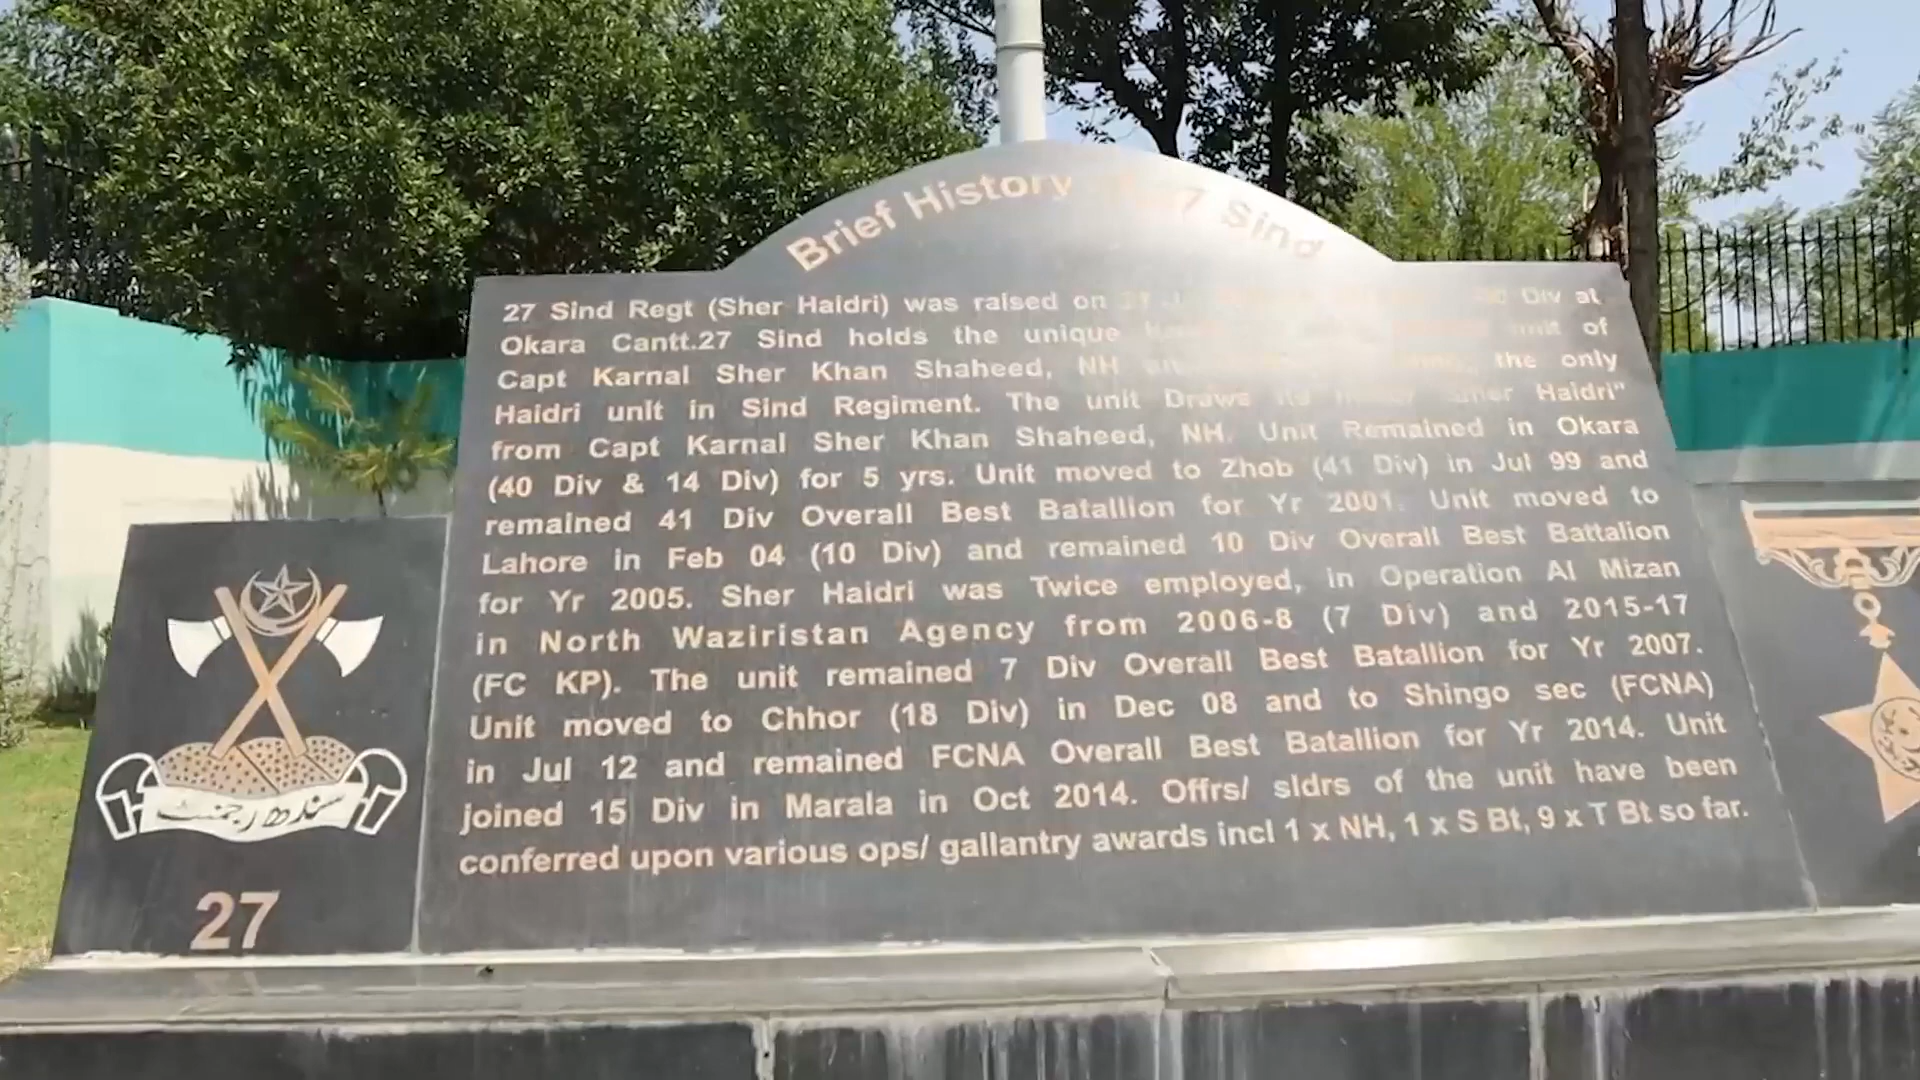 Brief History 7 Sind
27 Sind Regt (Sher Haidri) was raised on Div at
Okara Cantt.27 Sind holds the unique unit of
Capt Karnal Sher Khan Shaheed, NH the only
Haidri unit in Sind Regiment. The unit Draws Haidri"
from Capt Karnal Sher Khan Shaheed, NH. Unit Remained in Okara
(40 Div & 14 Div) for 5 yrs. Unit moved to Zhob (41 Div) in Jul 99 and
remained 41 Div Overall Best Batallion for Yr 2001. Unit moved to
Lahore in Feb 04 (10 Div) and remained 10 Div Overall Best Battalion
for Yr 2005. Sher Haidri was Twice employed, in Operation Al Mizan
in North Waziristan Agency from 2006-8 (7 Div) and 2015-17
(FC KP). The unit remained 7 Div Overall Best Batallion for Yr 2007.
Unit moved to Chhor (18 Div) in Dec 08 and to Shingo sec (FCNA)
in Jul 12 and remained FCNA Overall Best Batallion for Yr 2014. Unit
joined 15 Div in Marala in Oct 2014. Offrs/ sldrs of the unit have been
conferred upon various ops/ gallantry awards incl 1 x NH, 1 x S Bt, 9 x T Bt so far.
سندھ رجمنٹ
27